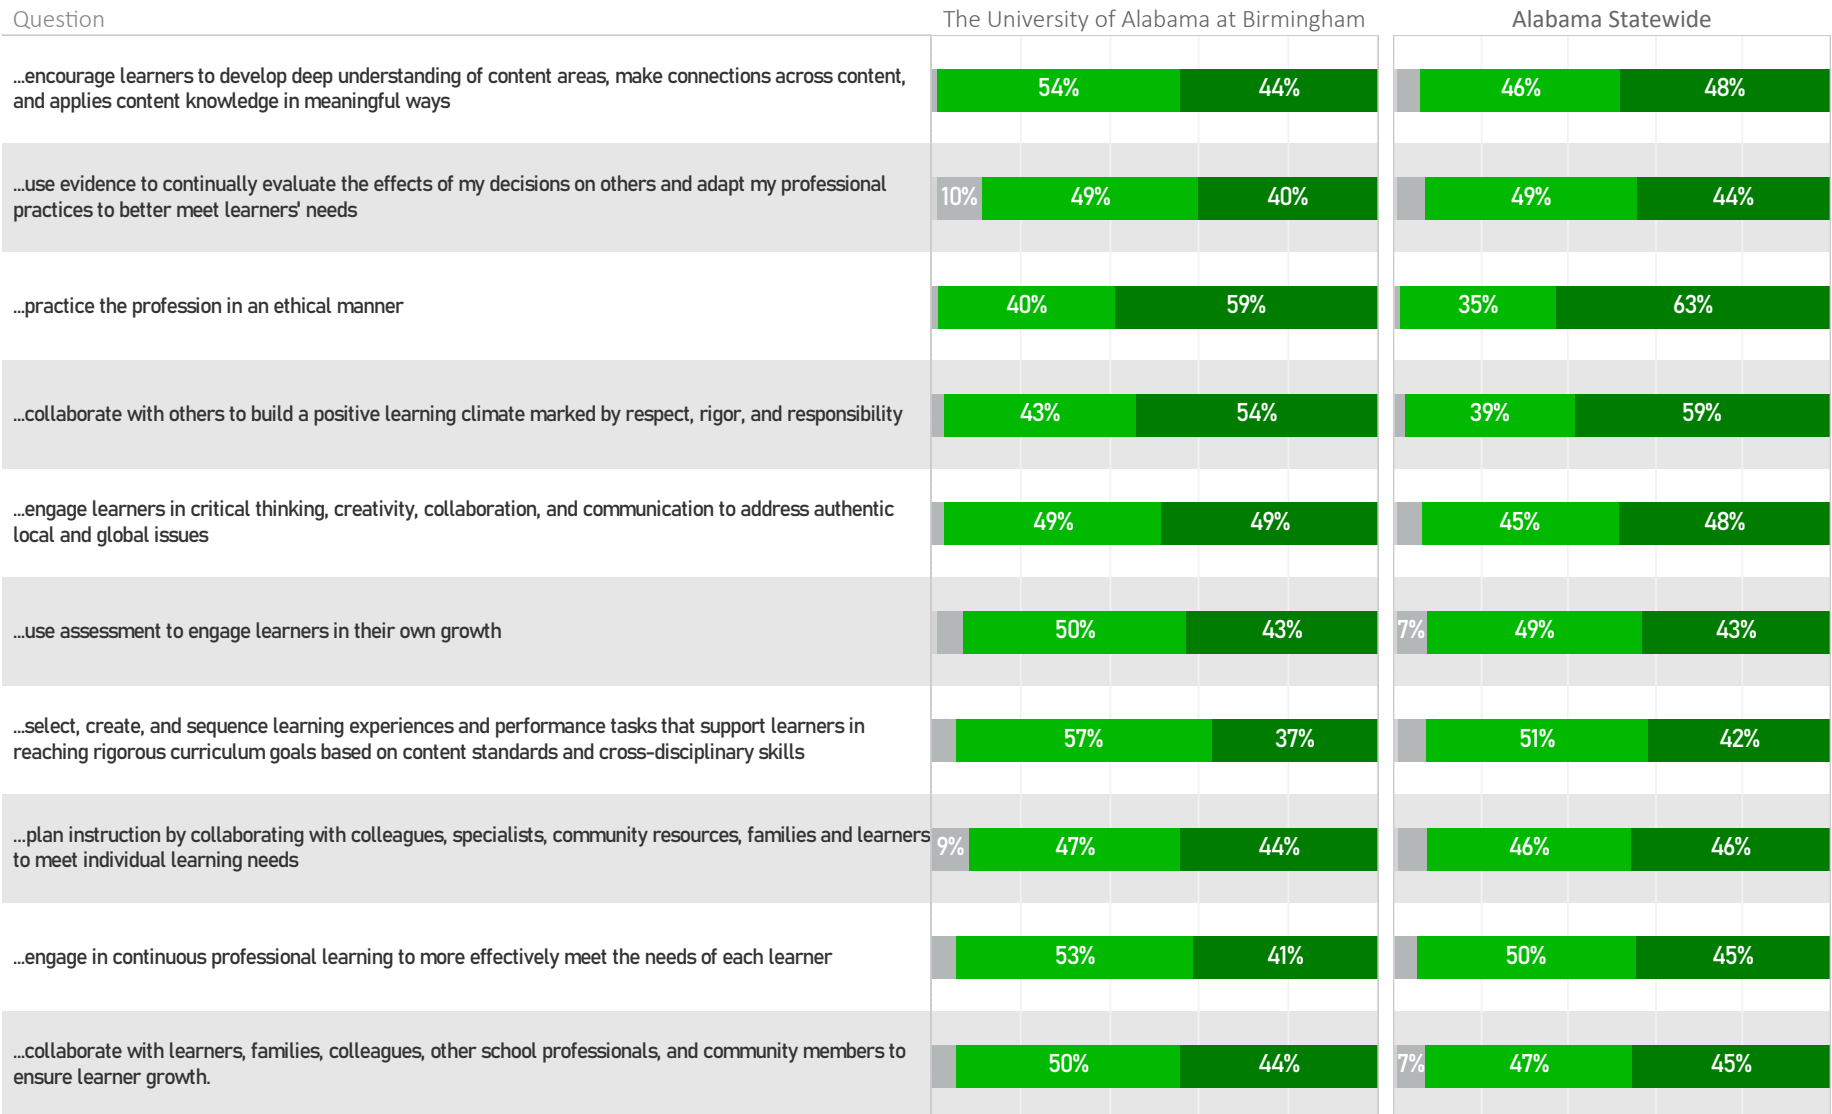 Question The University of Alabama at Birmingham Alabama Statewide
...encourage learners to develop deep understanding of content areas, make connections across content,
and applies content knowledge in meaningful ways
54% 44% 46% 48%
...use evidence to continually evaluate the effects of my decisions on others and adapt my professional
practices to better meet learners' needs
10% 49% 40% 49% 44%
...practice the profession in an ethical manner
40% 59% 35% 63%
...collaborate with others to build a positive learning climate marked by respect, rigor, and responsibility
43% 54% 39% 59%
...engage learners in critical thinking, creativity, collaboration, and communication to address authentic
local and global issues
49% 49% 45% 48%
...use assessment to engage learners in their own growth
50% 43% 7% 49% 43%
...select, create, and sequence learning experiences and performance tasks that support learners in
reaching rigorous curriculum goals based on content standards and cross-disciplinary skills
57% 37% 51% 42%
...plan instruction by collaborating with colleagues, specialists, community resources, families and learners
to meet individual learning needs
9% 47% 44% 46% 46%
...engage in continuous professional learning to more effectively meet the needs of each learner
53% 41% 50% 45%
...collaborate with learners, families, colleagues, other school professionals, and community members to
ensure learner growth.
50% 44% 7% 47% 45%